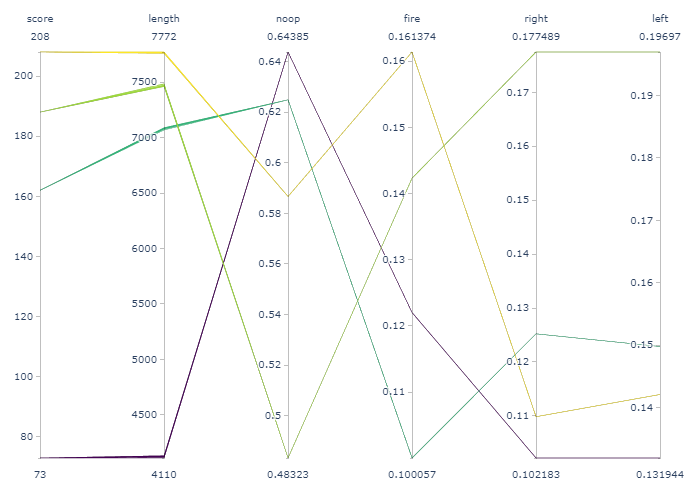 score length noop fire right left
208 7772 0.64385 0.161374 0.177489 0.19697
200 7500 0.64 0.16 0.17 0.19
180 7000 0.62 0.15 0.16 0.18
160 6500 0.6 0.14 0.15 0.17
140 6000 0.58 0.13 0.14 0.16
120 5500 0.56 0.12 0.13 0.15
100 5000 0.54 0.11 0.12 0.14
80 4500 0.52 0.11
0.5
73 4110 0.48323 0.100057 0.102183 0.131944